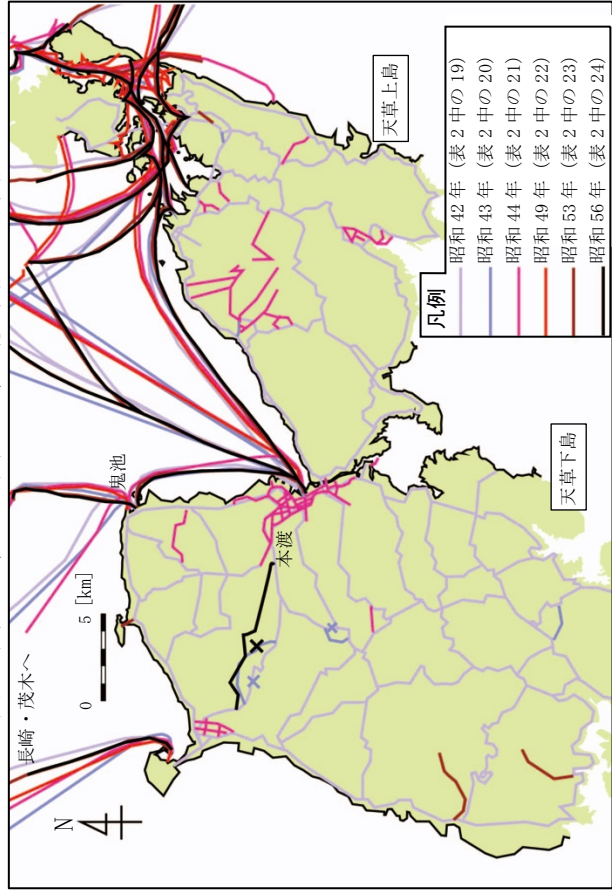 長崎・茂木へ
N
0 5 [km]
鬼池
本渡
天草上島
天草下島
凡例
昭和 42 年 (表 2 中の 19)
昭和 43 年 (表 2 中の 20)
昭和 44 年 (表 2 中の 21)
昭和 49 年 (表 2 中の 22)
昭和 53 年 (表 2 中の 23)
昭和 56 年 (表 2 中の 24)